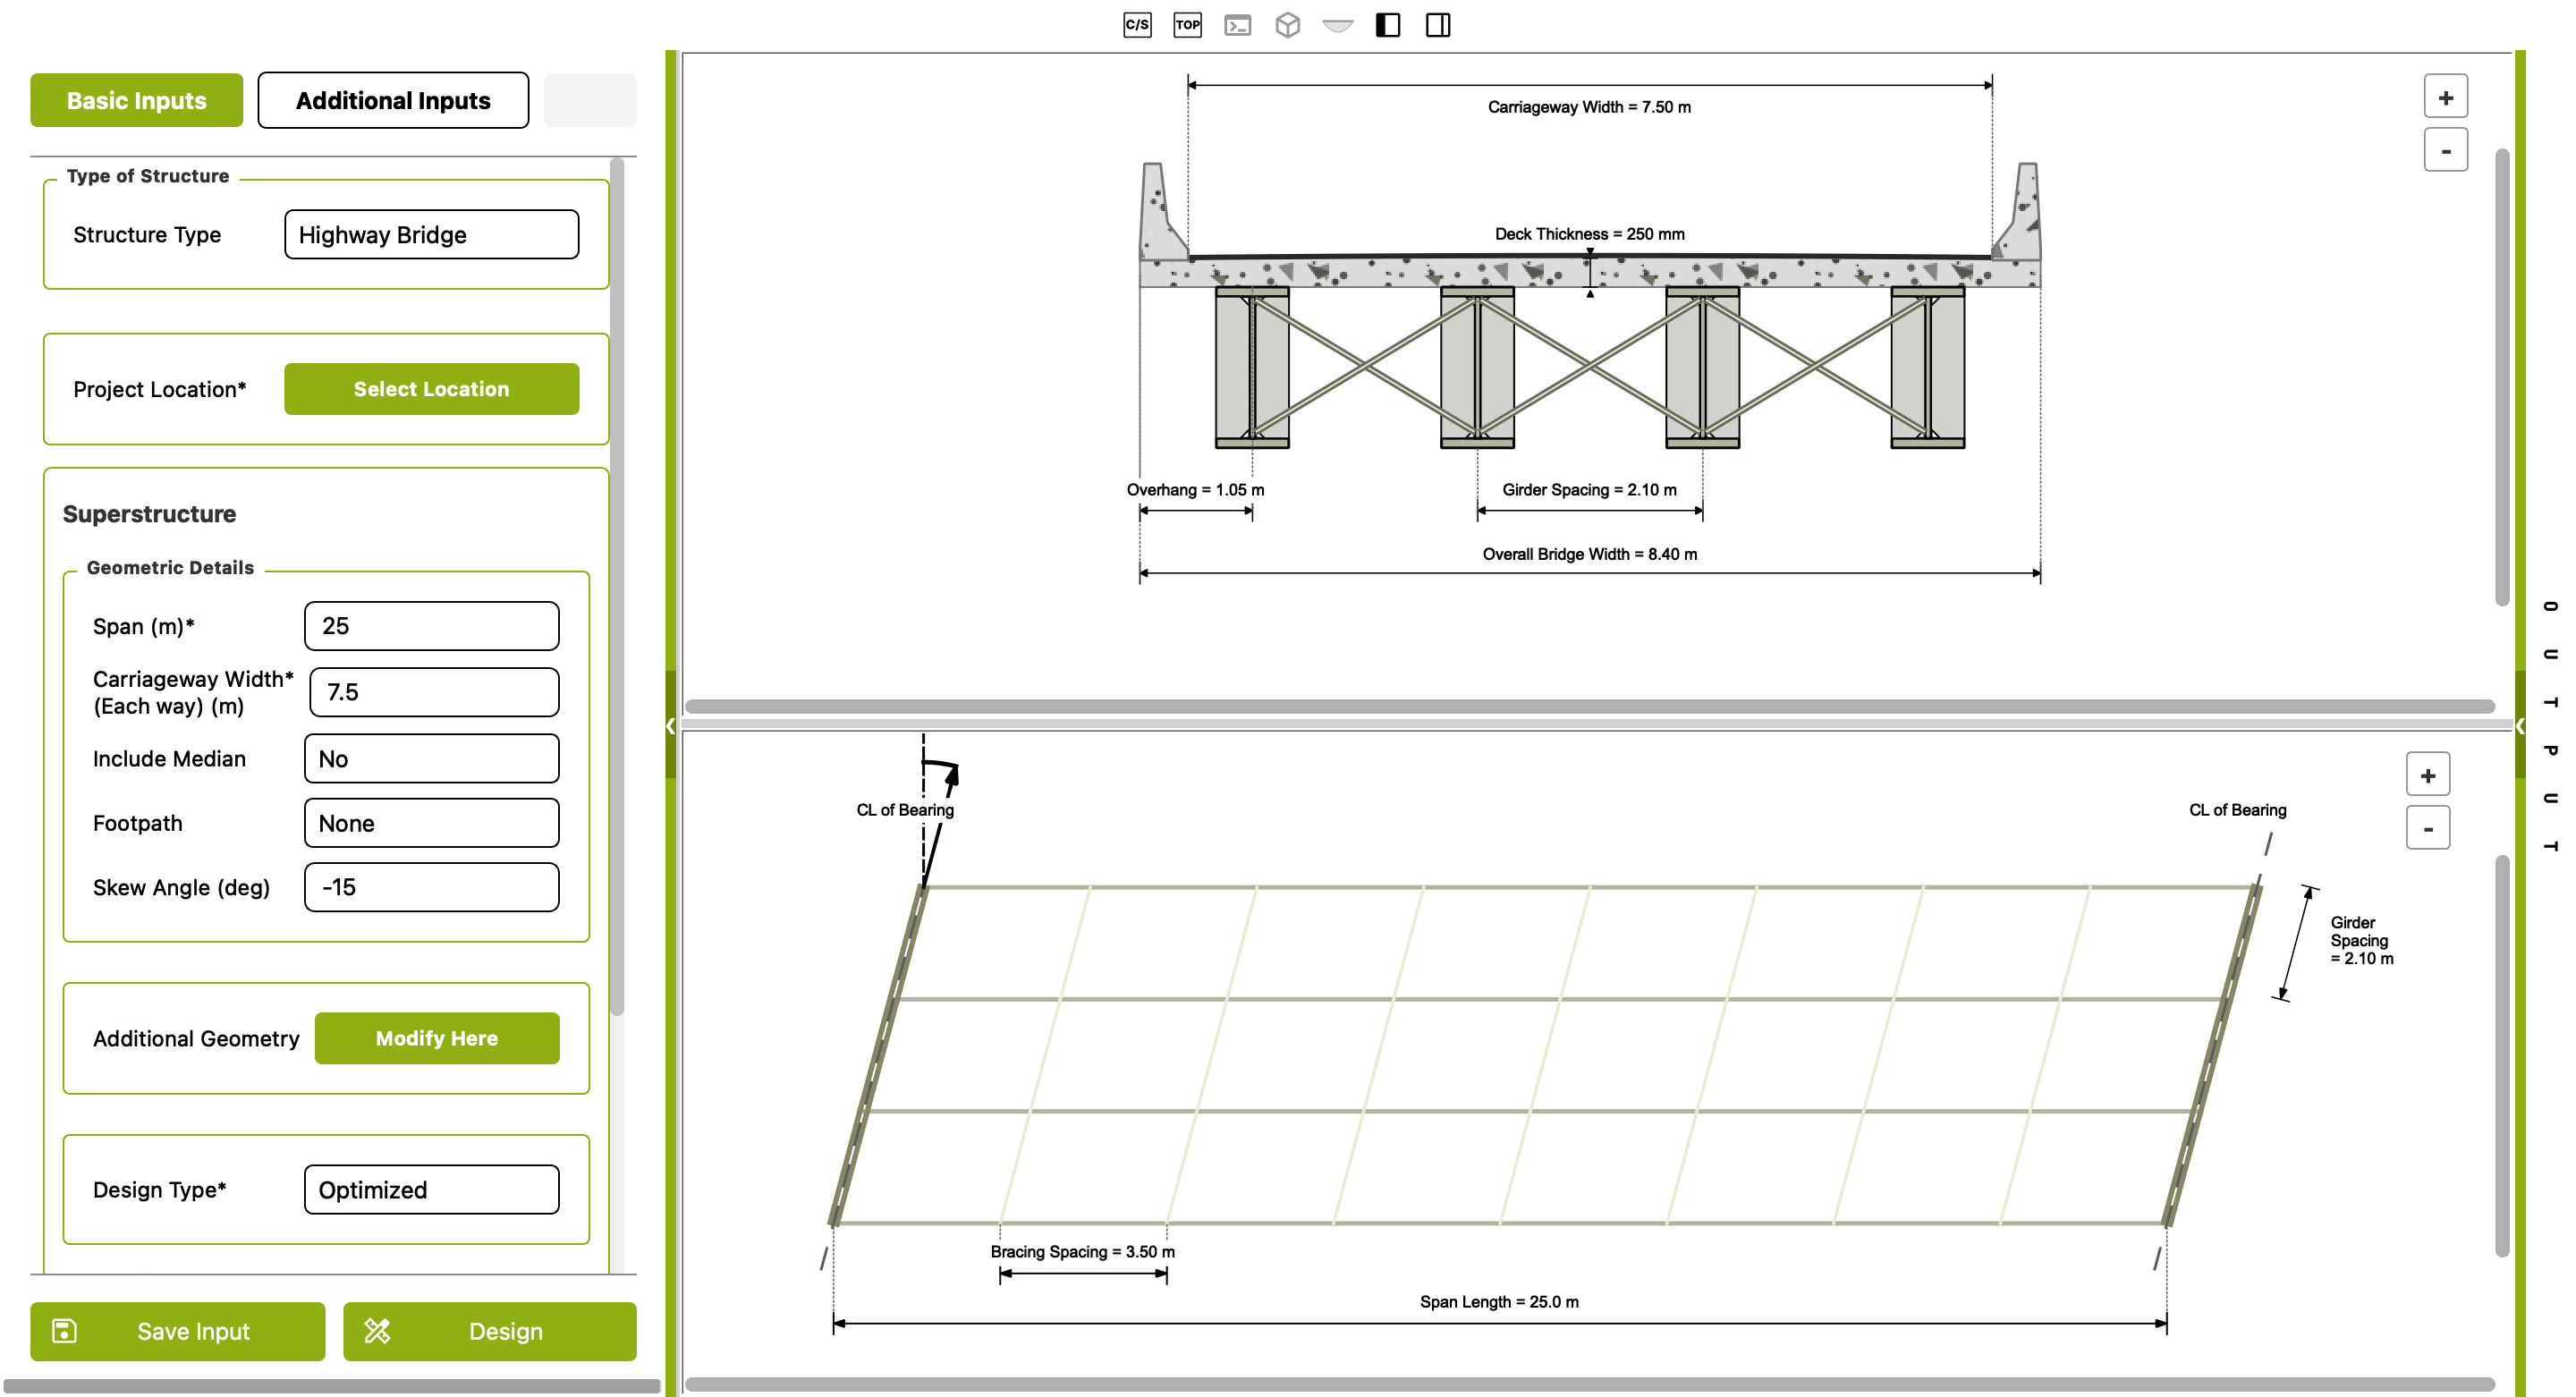 C/S TOP
Basic Inputs
Additional Inputs
Type of Structure
Structure Type
Highway Bridge
Project Location*
Select Location
Superstructure
Geometric Details
Span (m)*
25
Carriageway Width*
(Each way) (m)
7.5
Include Median
No
Footpath
None
Skew Angle (deg)
-15
Additional Geometry
Modify Here
Design Type*
Optimized
Save Input
Design
Carriageway Width = 7.50 m
Deck Thickness = 250 mm
Overhang = 1.05 m
Girder Spacing = 2.10 m
Overall Bridge Width = 8.40 m
+
-
CL of Bearing
CL of Bearing
+
-
Girder
Spacing
= 2.10 m
Bracing Spacing = 3.50 m
Span Length = 25.0 m
OUTPUT